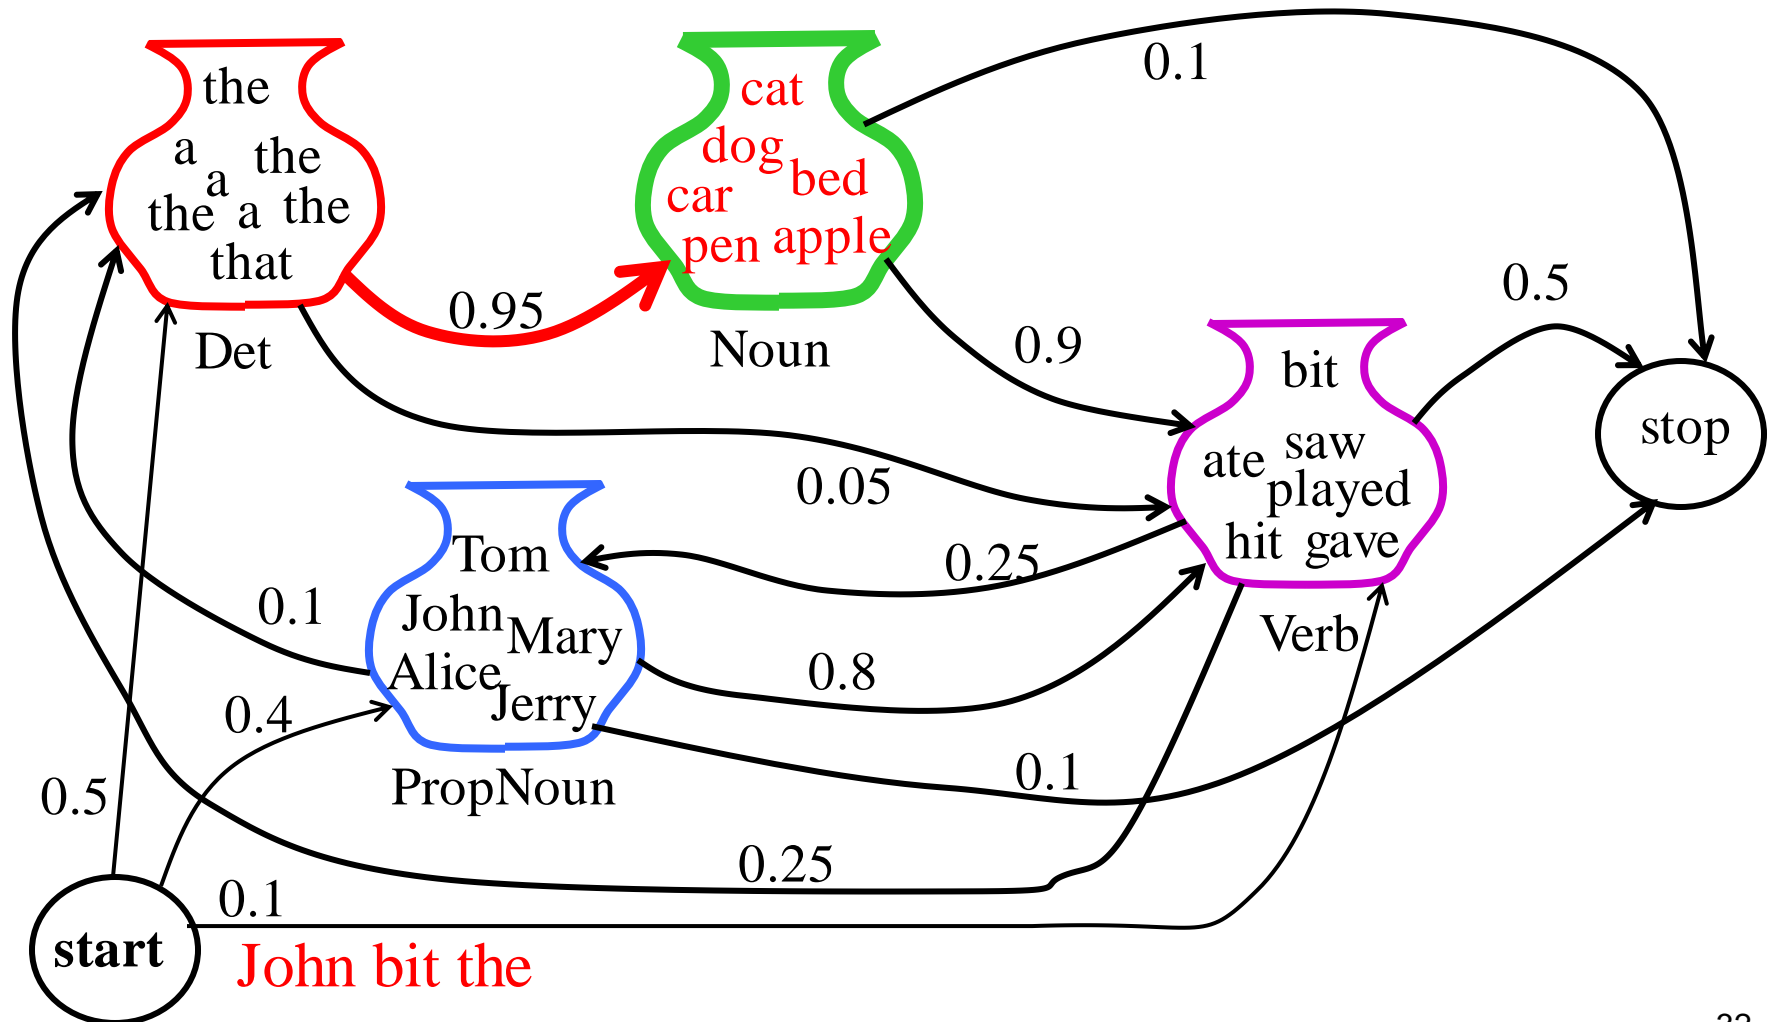 0.1
the
cat
a
the
dog
a
bed
car
the a the
pen apple
that
0.5
0.95
Det
Noun
0.9
bit
saw
stop
ate
played
0.05
hit gave
Tom
0.25
0.1
John
Mary
Verb
Alice
0.8
Jerry
0.4
0.1
0.5
PropNoun
0.25
0.1
start
John bit the